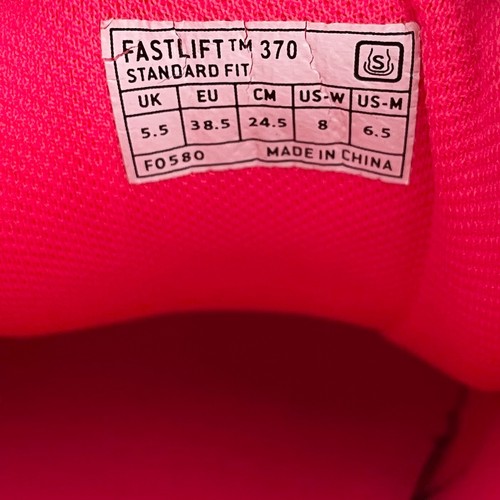 FASTLIFT™ 370
STANDARD FIT
S
UK EU CM US-W US-M
5.5 38.5 24.5 8 6.5
F0580 MADE IN CHINA